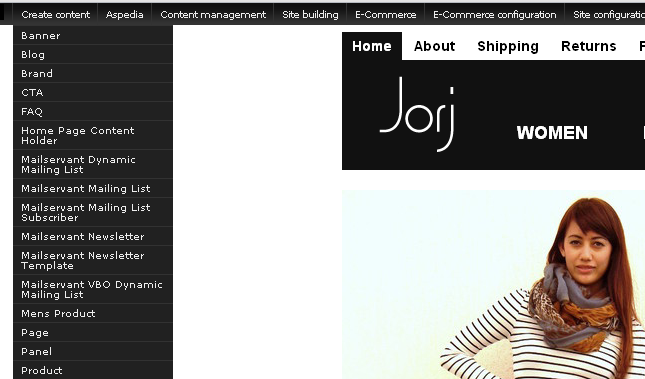 Create content Aspedia Content management Site building E-Commerce E-Commerce configuration Site configuratio
Banner
Blog
Brand
CTA
FAQ
Home Page Content
Holder
Mailservant Dynamic
Mailing List
Mailservant Mailing List
Mailservant Mailing List
Subscriber
Mailservant Newsletter
Mailservant Newsletter
Template
Mailservant VBO Dynamic
Mailing List
Mens Product
Page
Panel
Product
Home About Shipping Returns
Jorj
WOMEN